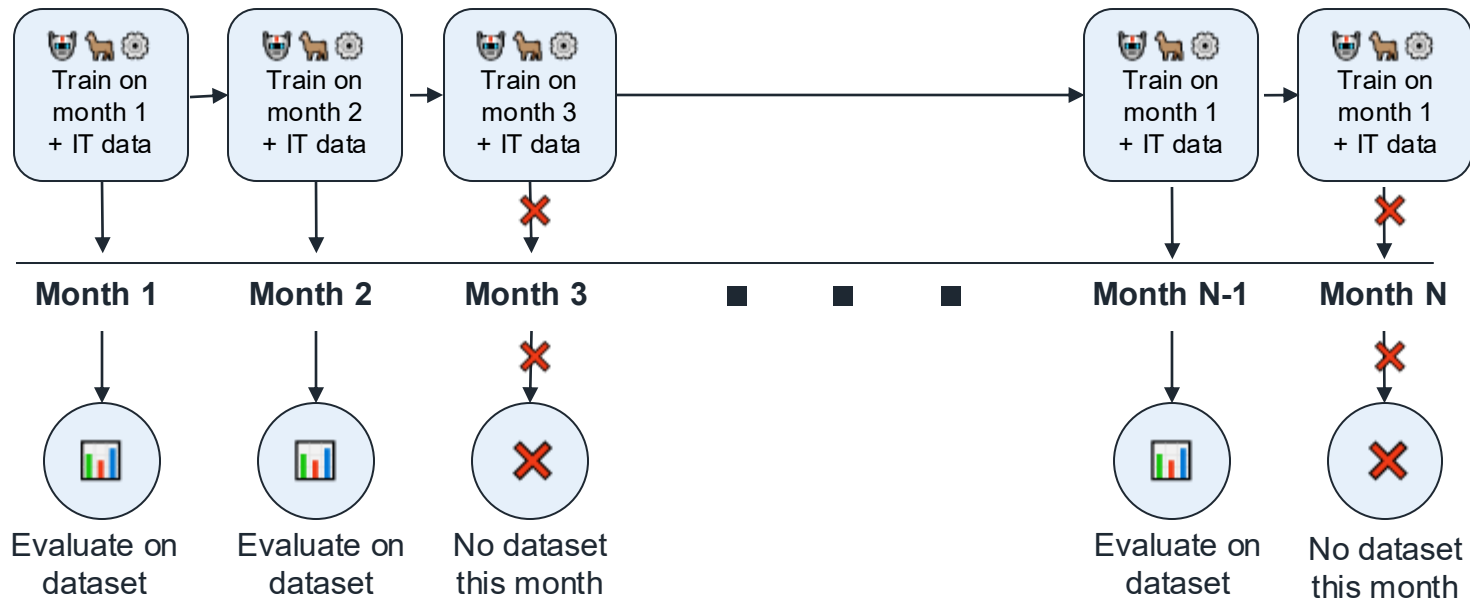 Train on
month 1
+ IT data
Train on
month 2
+ IT data
Train on
month 3
+ IT data
Train on
month 1
+ IT data
Train on
month 1
+ IT data
Month 1
Month 2
Month 3
Month N-1
Month N
Evaluate on
dataset
Evaluate on
dataset
No dataset
this month
Evaluate on
dataset
No dataset
this month